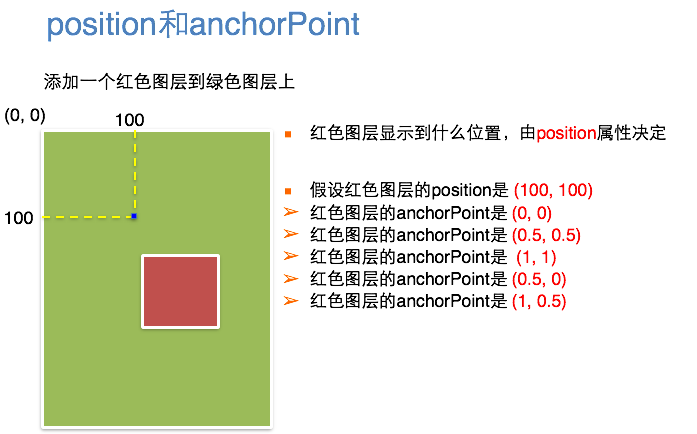 position和anchorPoint
添加一个红色图层到绿色图层上
(0, 0)
100
100
红色图层显示到什么位置，由position属性决定
假设红色图层的position是 (100, 100)
红色图层的anchorPoint是 (0, 0)
红色图层的anchorPoint是 (0.5, 0.5)
红色图层的anchorPoint是 (1, 1)
红色图层的anchorPoint是 (0.5, 0)
红色图层的anchorPoint是 (1, 0.5)